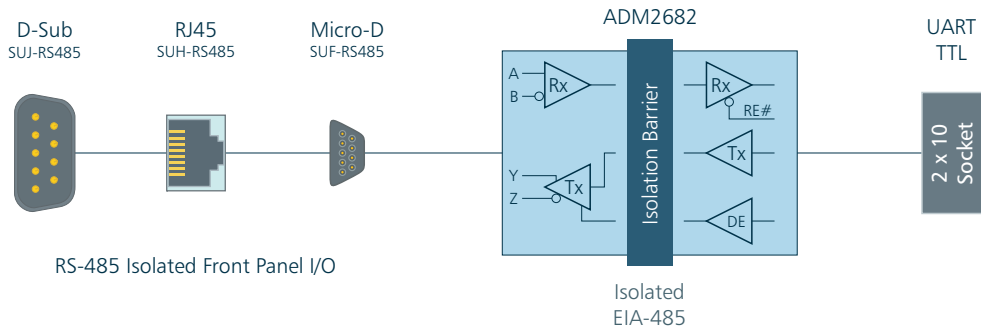 D-Sub
SUJ-RS485
RJ45
SUH-RS485
Micro-D
SUF-RS485
ADM2682
UART
TTL
A
B
Rx
Y
Z
Tx
Isolation Barrier
Rx
RE#
Tx
DE
2 x 10
Socket
RS-485 Isolated Front Panel I/O
Isolated
EIA-485